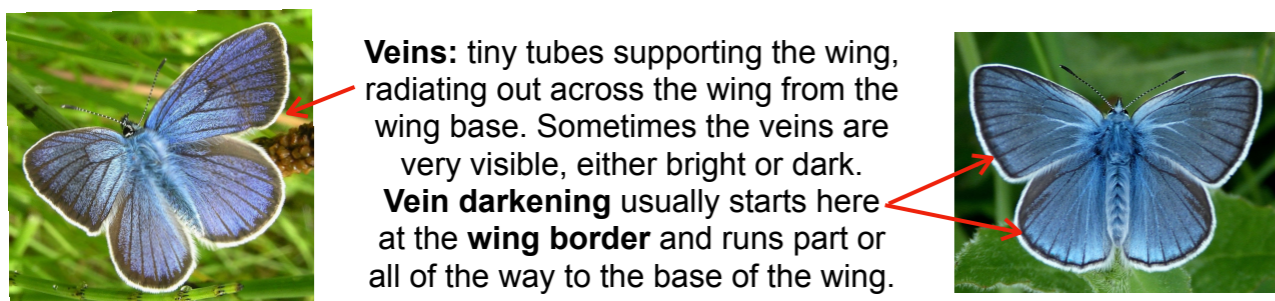 Veins: tiny tubes supporting the wing,
radiating out across the wing from the
wing base. Sometimes the veins are
very visible, either bright or dark.
Vein darkening usually starts here
at the wing border and runs part or
all of the way to the base of the wing.